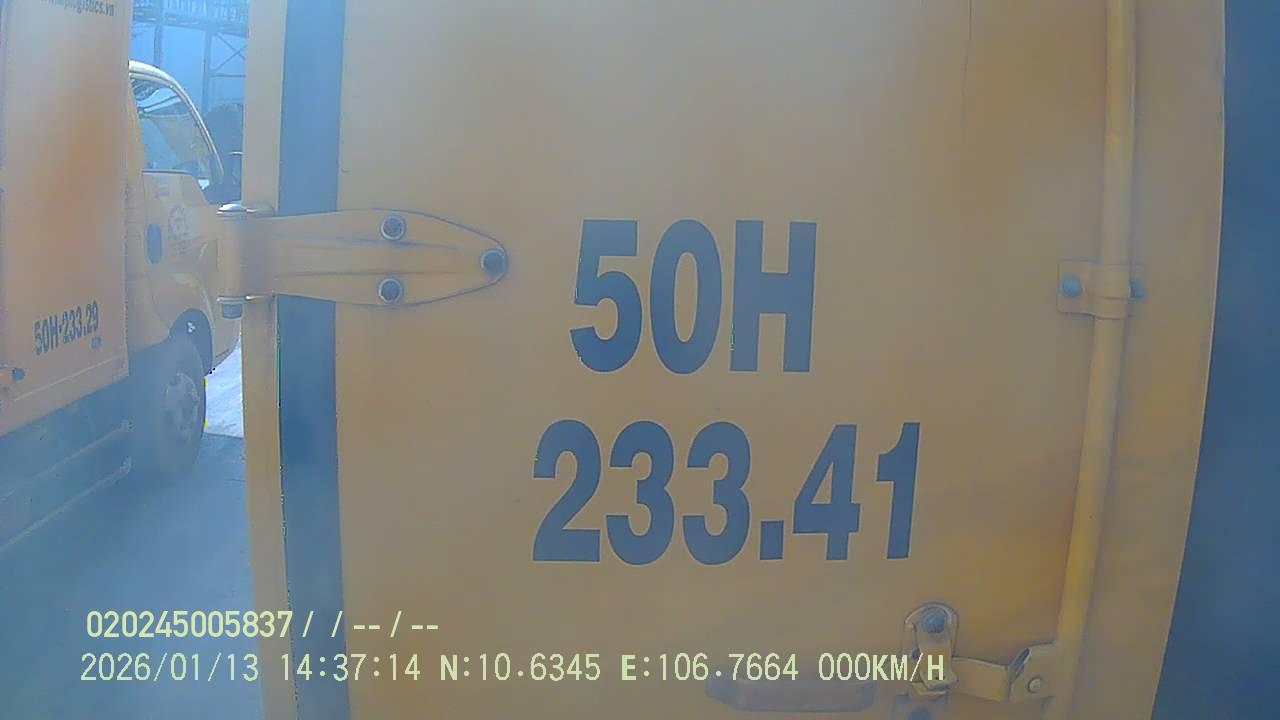 50H-233.29
50H
233.41
020245005837/ / -- / --
2026/01/13 14:37:14 N:10.6345 E:106.7664 000KM/H